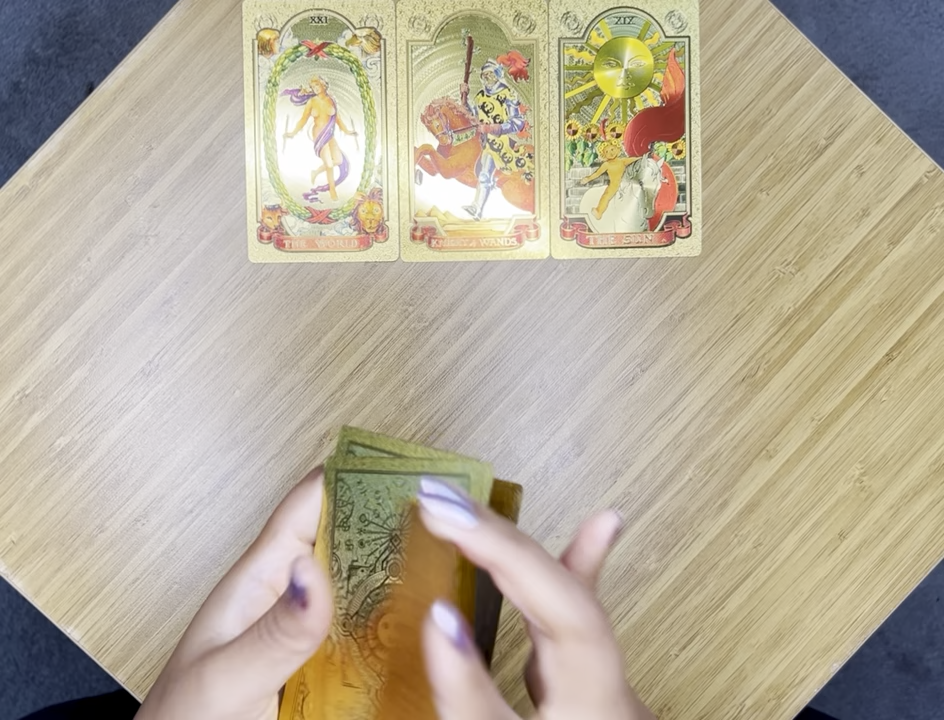 XXI
THE WORLD
KNIGHT of WANDS
XIX
THE SUN